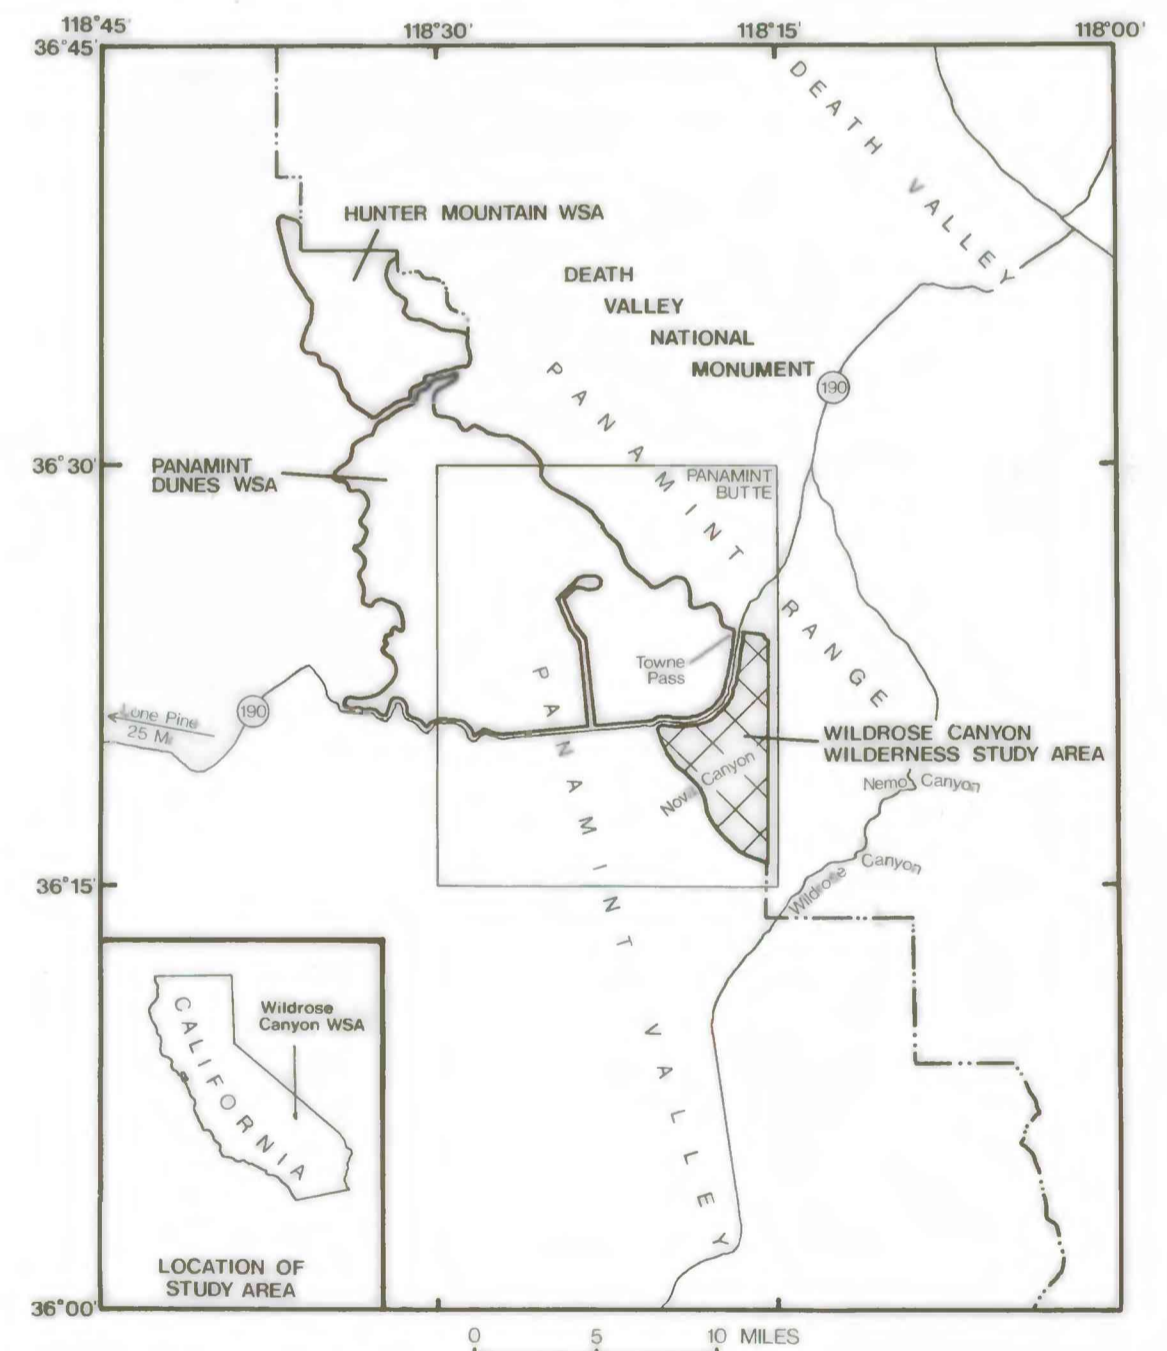 118°45'
118°30'
118°15'
118°00'
36°45'
DEATH VALLEY
HUNTER MOUNTAIN WSA
DEATH
VALLEY
NATIONAL
MONUMENT
190
PANAMINT RANGE
36°30'
PANAMINT
DUNES WSA
PANAMINT
BUTTE
Towne
Pass
190
Lone Pine
25 Mi
WILDROSE CANYON
WILDERNESS STUDY AREA
Nova Canyon
Nemo Canyon
Wildrose Canyon
PANAMINT VALLEY
36°15'
CALIFORNIA
Wildrose
Canyon WSA
LOCATION OF
STUDY AREA
36°00'
0 5 10 MILES